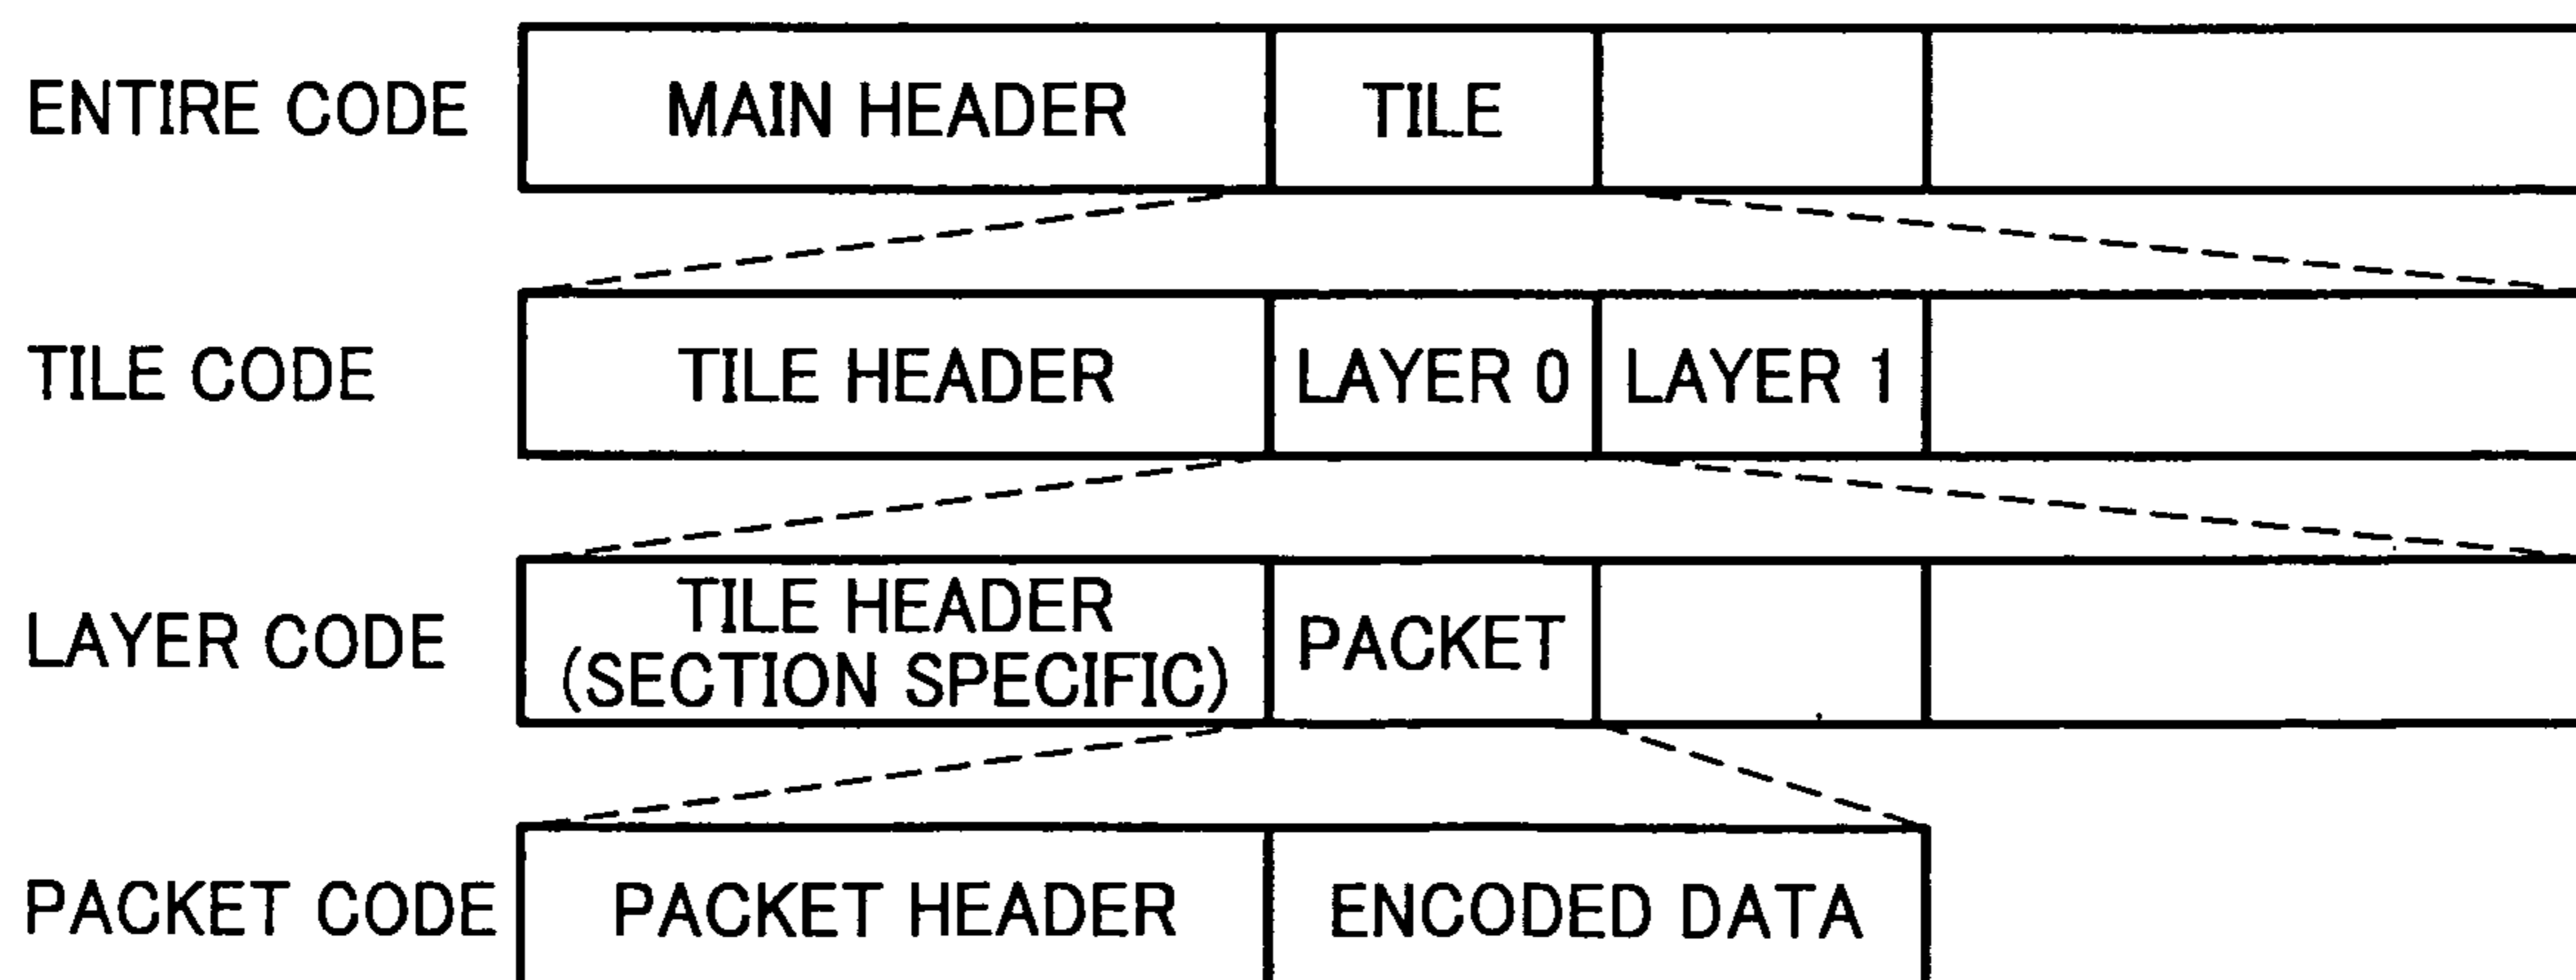 ENTIRE CODE MAIN HEADER TILE
TILE CODE TILE HEADER LAYER 0 LAYER 1
LAYER CODE TILE HEADER (SECTION SPECIFIC) PACKET
PACKET CODE PACKET HEADER ENCODED DATA